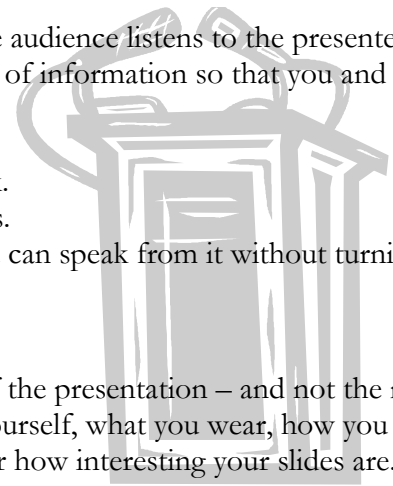 audience listens to the presente
of information so that you and
s.
can speak from it without turni
the presentation – and not the
ourself, what you wear, how you
how interesting your slides are.